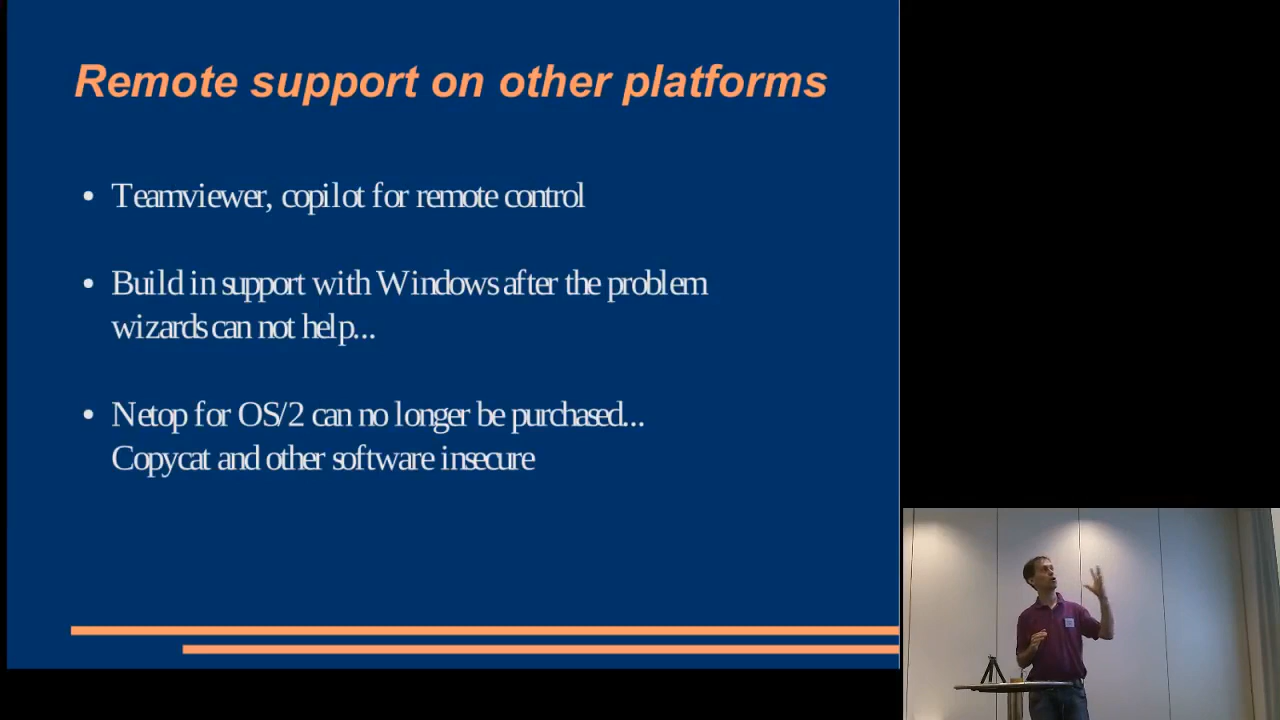 Remote support on other platforms
• Teamviewer, copilot for remote control
• Build in support with Windows after the problem
wizards can not help...
• Netop for OS/2 can no longer be purchased...
Copycat and other software insecure